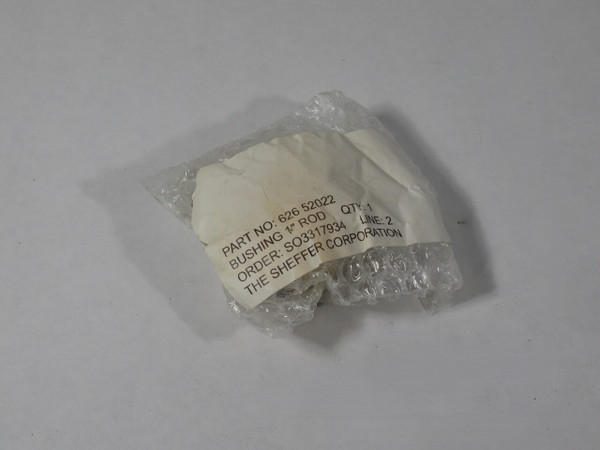 PART NO: 626 52022
BUSHING 1" ROD QTY: 1
ORDER: SO3317934 LINE: 2
THE SHEFFER CORPORATION